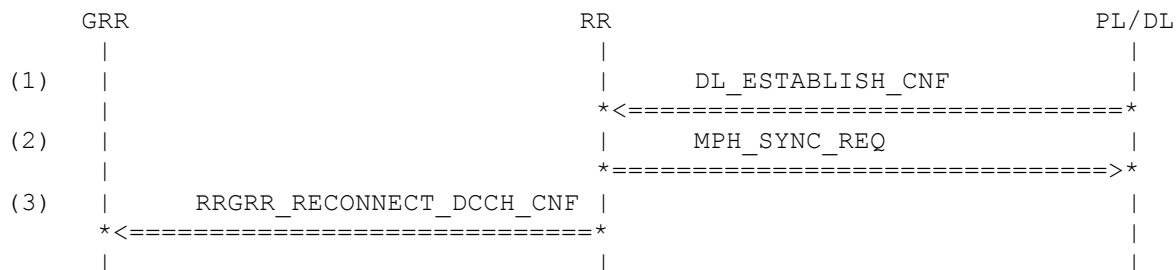 GRR RR PL/DL
| | |
(1) | | DL_ESTABLISH_CNF |
| *<===============================*
(2) | | MPH_SYNC_REQ |
| *===============================>*
(3) | RRGRR_RECONNECT_DCCH_CNF | |
*<=============================* |
| | |